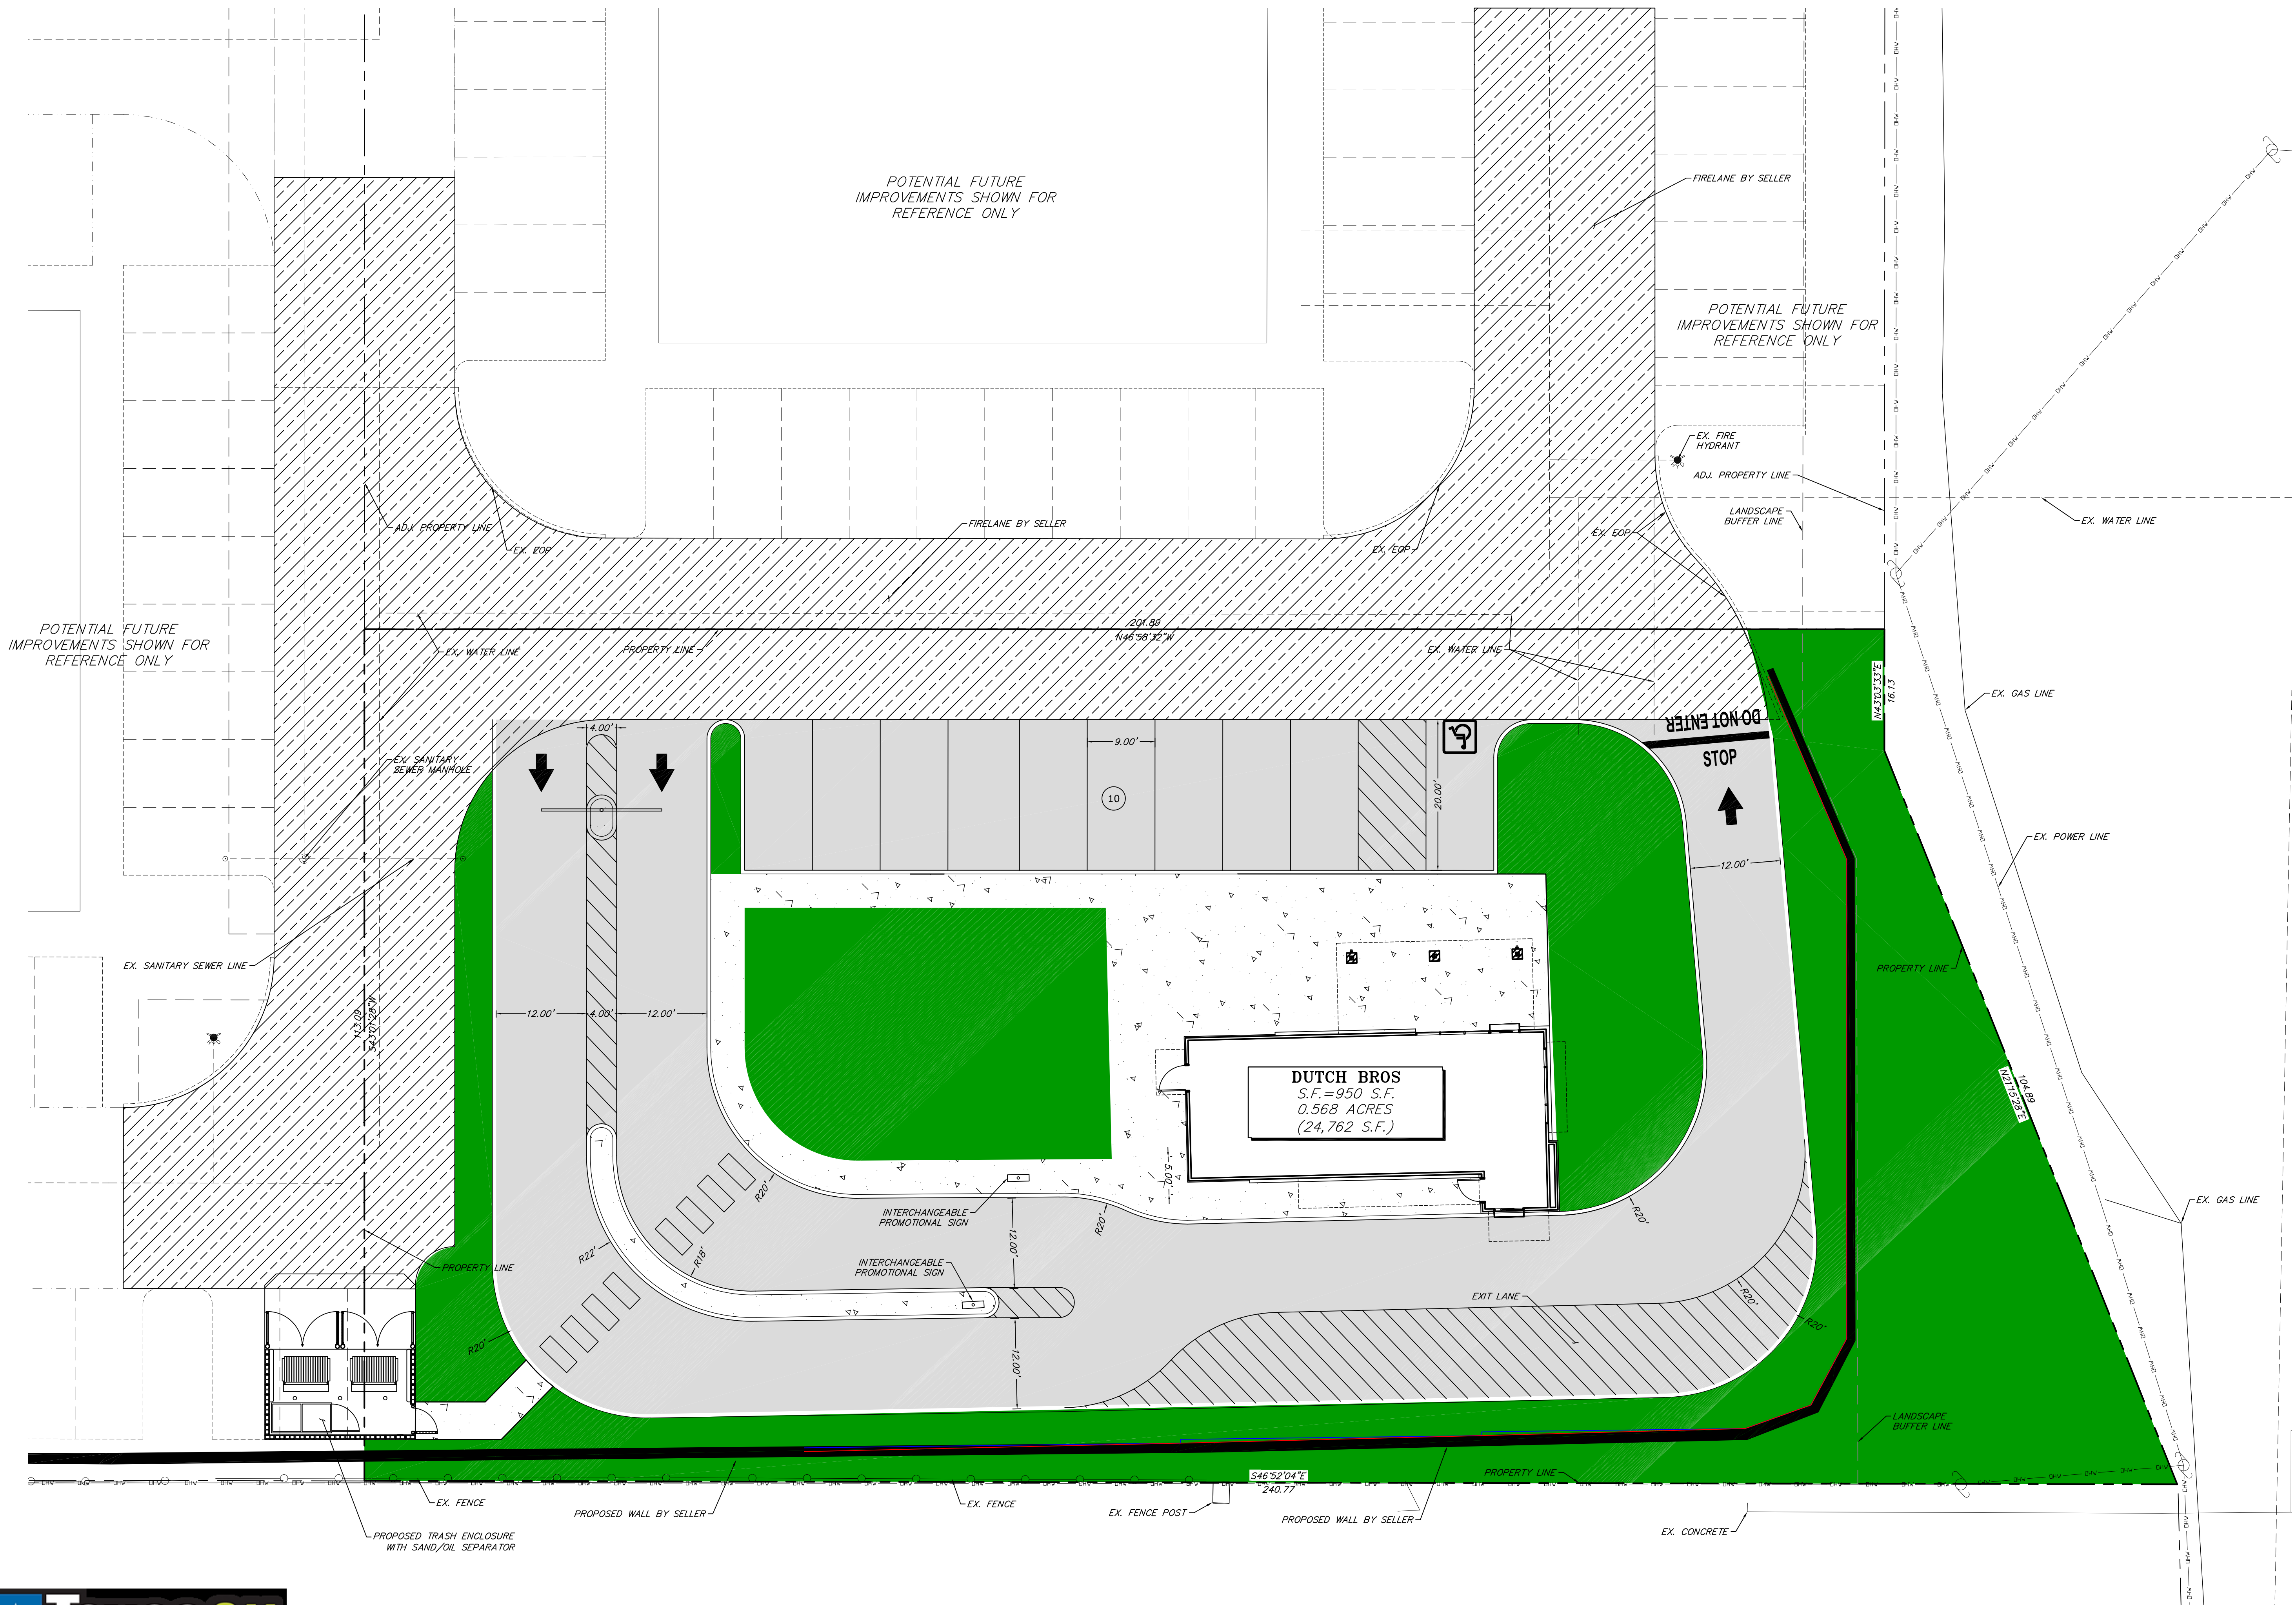 POTENTIAL FUTURE
IMPROVEMENTS SHOWN FOR
REFERENCE ONLY
FIRELANE BY SELLER
POTENTIAL FUTURE
IMPROVEMENTS SHOWN FOR
REFERENCE ONLY
EX. FIRE
HYDRANT
ADJ. PROPERTY LINE
LANDSCAPE
BUFFER LINE
EX. WATER LINE
ADJ. PROPERTY LINE
EX. EOP
FIRELANE BY SELLER
EX. EOP
EX. EOP
POTENTIAL FUTURE
IMPROVEMENTS SHOWN FOR
REFERENCE ONLY
EX. WATER LINE
PROPERTY LINE
201.89
N46°58'32"W
EX. WATER LINE
N43°03'33"E
16.13
EX. GAS LINE
EX. SANITARY
SEWER MANHOLE
4.00'
9.00'
10
20.00'
DO NOT ENTER
STOP
12.00'
EX. POWER LINE
EX. SANITARY SEWER LINE
PROPERTY LINE
113.09
S43°01'28"W
12.00'
4.00'
12.00'
DUTCH BROS
S.F.=950 S.F.
0.568 ACRES
(24,762 S.F.)
104.89
N21°15'28"E
5.00'
R20'
INTERCHANGEABLE
PROMOTIONAL SIGN
R20'
R20'
EX. GAS LINE
R22'
R18'
12.00'
INTERCHANGEABLE
PROMOTIONAL SIGN
PROPERTY LINE
EXIT LANE
R20'
R20'
R20'
12.00'
LANDSCAPE
BUFFER LINE
S46°52'04"E
240.77
PROPERTY LINE
EX. FENCE
PROPOSED WALL BY SELLER
EX. FENCE
EX. FENCE POST
PROPOSED WALL BY SELLER
EX. CONCRETE
PROPOSED TRASH ENCLOSURE
WITH SAND/OIL SEPARATOR